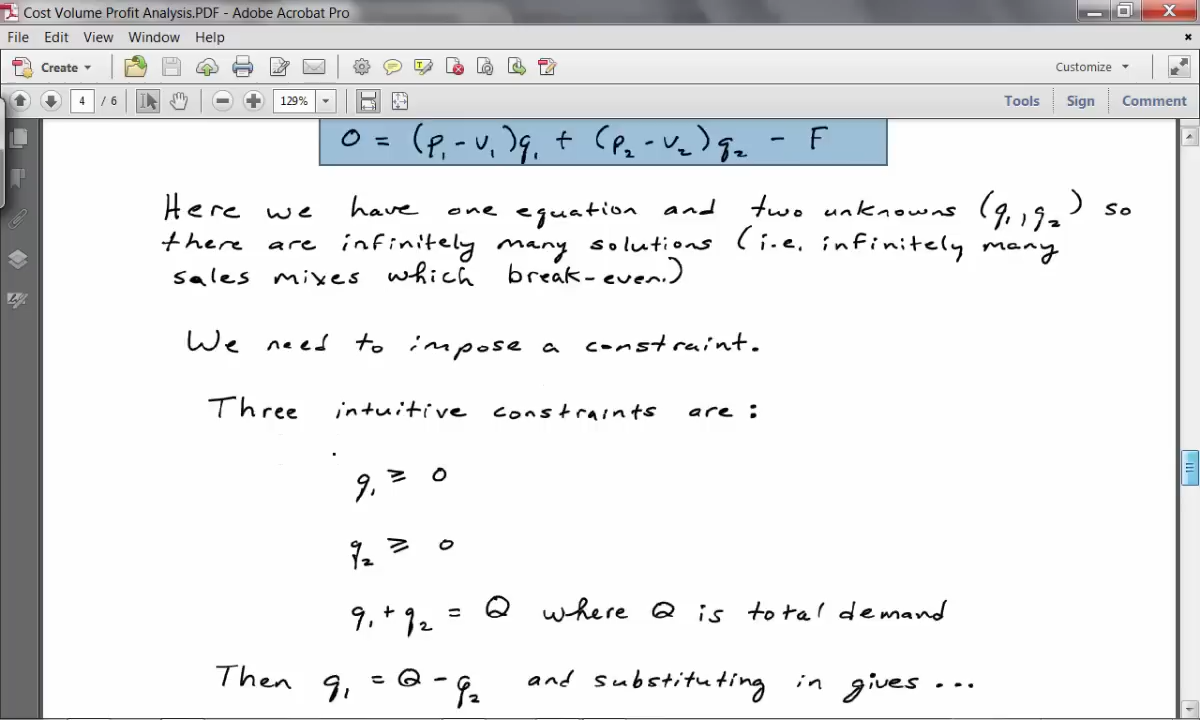 Cost Volume Profit Analysis.PDF - Adobe Acrobat Pro
File Edit View Window Help
Create Customize
4 / 6 129% Tools Sign Comment
0 = (p₁ - v₁)q₁ + (p₂ - v₂)q₂ - F
Here we have one equation and two unknowns (q₁, q₂) so
there are infinitely many solutions (i.e. infinitely many
sales mixes which break-even.)
We need to impose a constraint.
Three intuitive constraints are :
q₁ ≥ 0
q₂ ≥ 0
q₁ + q₂ = Q where Q is total demand
Then q₁ = Q - q₂ and substituting in gives ...